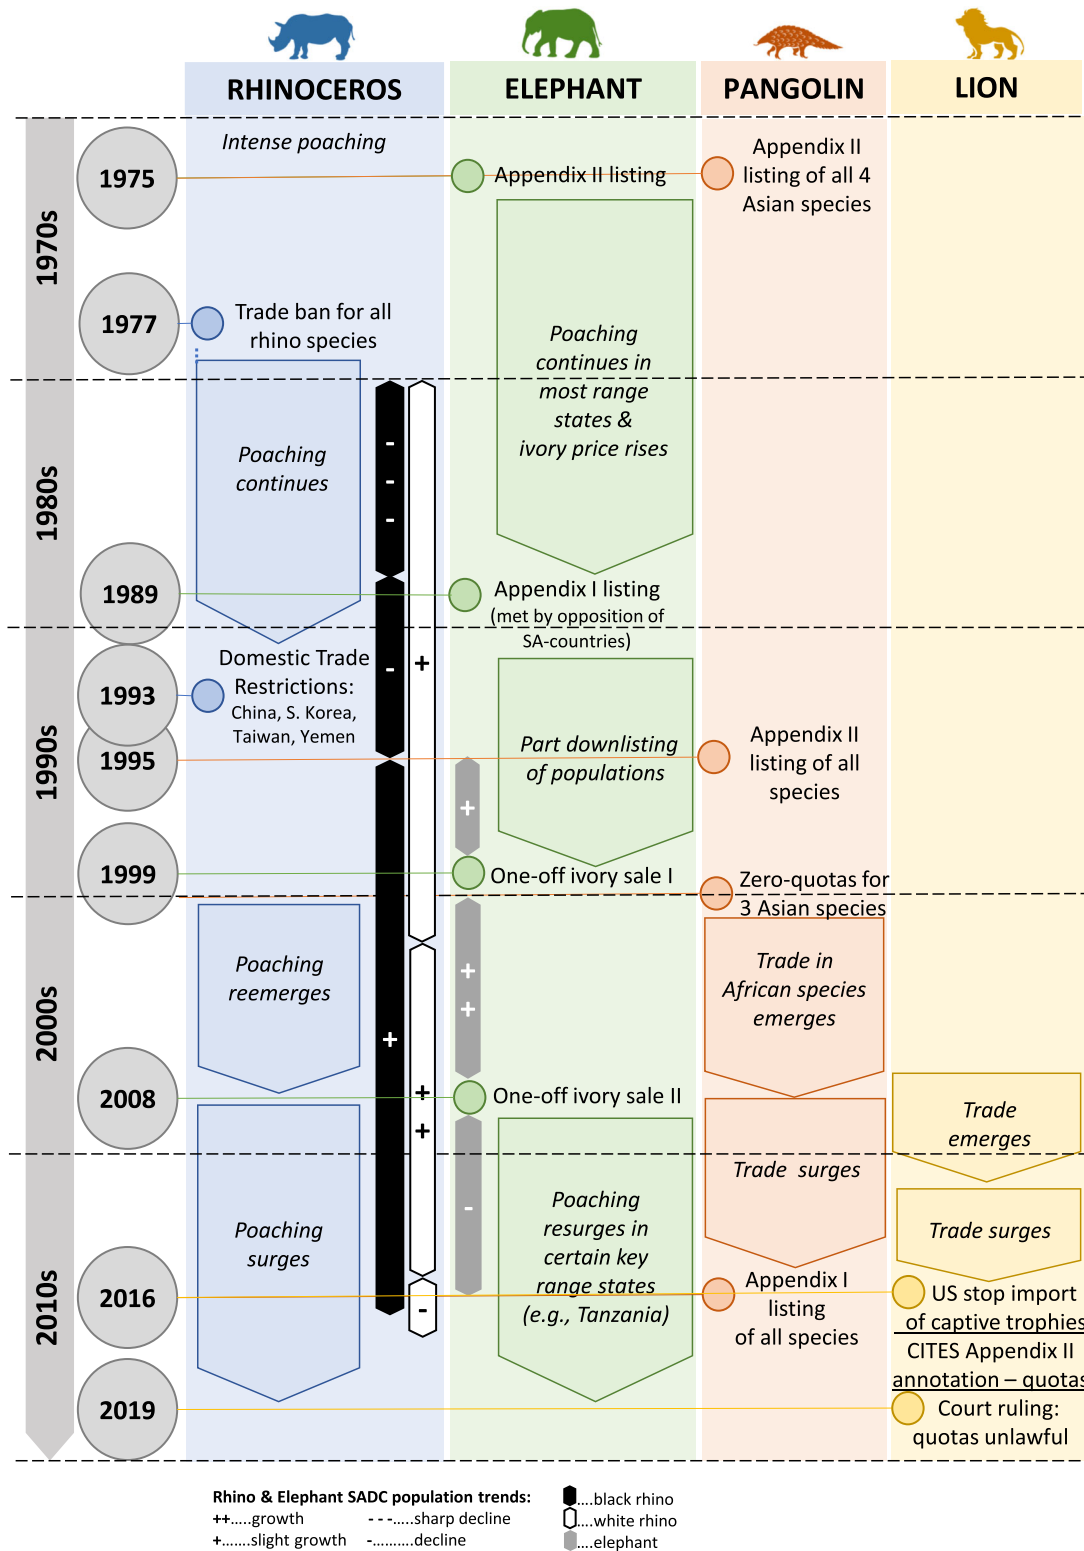 RHINOCEROS
ELEPHANT
PANGOLIN
LION
1970s
1980s
1990s
2000s
2010s
1975
1977
1989
1993
1995
1999
2008
2016
2019
Intense poaching
Trade ban for all
rhino species
Poaching
continues
Domestic Trade
Restrictions:
China, S. Korea,
Taiwan, Yemen
Poaching
reemerges
Poaching
surges
-
-
-
-
+
+
+
+
-
Appendix II listing
Poaching
continues in
most range
states &
ivory price rises
Appendix I listing
(met by opposition of
SA-countries)
Part downlisting
of populations
+
One-off ivory sale I
+
+
One-off ivory sale II
-
Poaching
resurges in
certain key
range states
(e.g., Tanzania)
Appendix II
listing of all 4
Asian species
Appendix II
listing of all
species
Zero-quotas for
3 Asian species
Trade in
African species
emerges
Trade surges
Appendix I
listing
of all species
Trade
emerges
Trade surges
US stop import
of captive trophies
CITES Appendix II
annotation – quotas
Court ruling:
quotas unlawful
Rhino & Elephant SADC population trends:
++.....growth
- - -.....sharp decline
+.......slight growth
-..........decline
....black rhino
....white rhino
....elephant